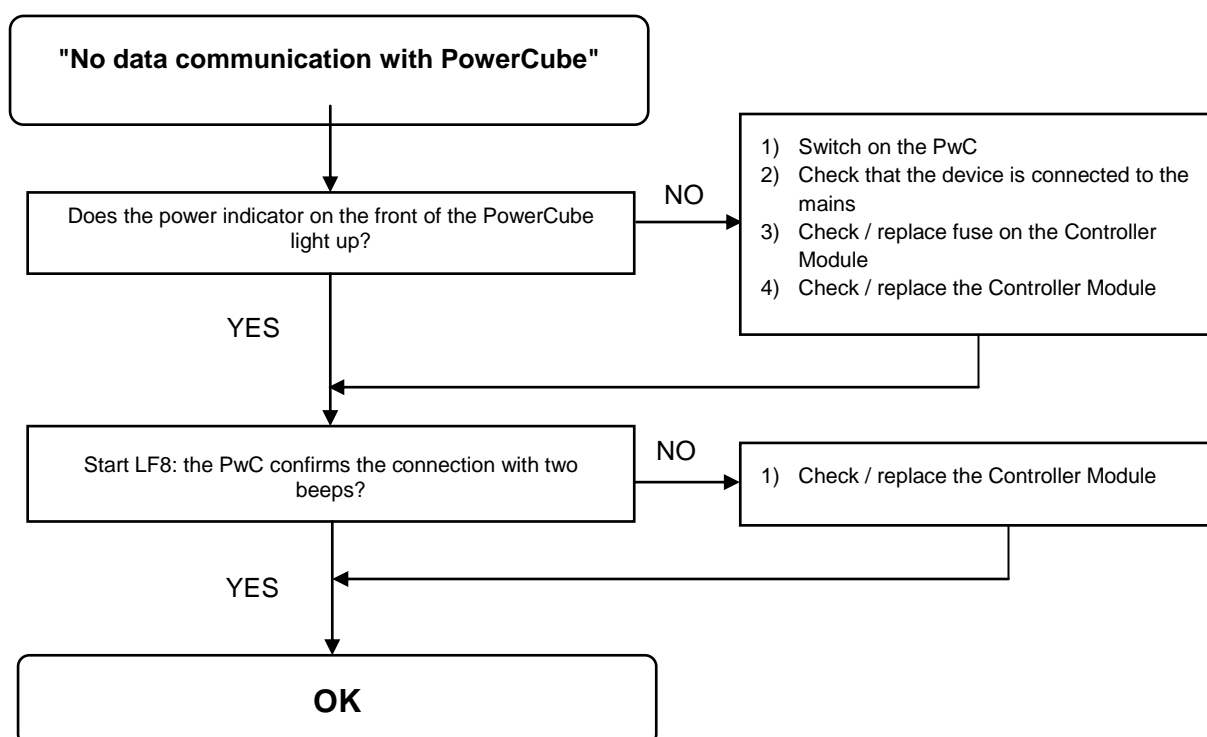 "No data communication with PowerCube"
Does the power indicator on the front of the PowerCube
light up?
NO
1) Switch on the PwC
2) Check that the device is connected to the
mains
3) Check / replace fuse on the Controller
Module
4) Check / replace the Controller Module
YES
Start LF8: the PwC confirms the connection with two
beeps?
NO
1) Check / replace the Controller Module
YES
OK